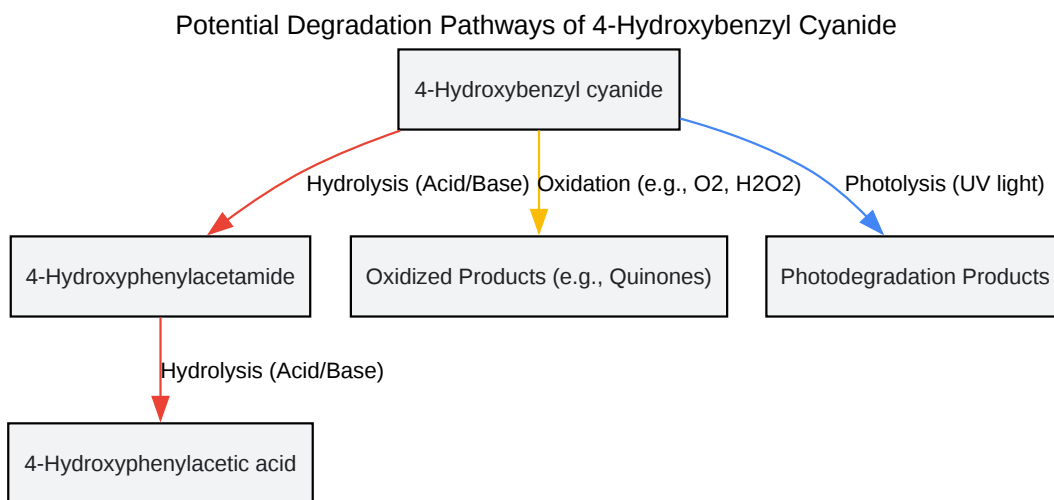 Potential Degradation Pathways of 4-Hydroxybenzyl Cyanide
4-Hydroxybenzyl cyanide
Hydrolysis (Acid/Base)
Oxidation (e.g., O2, H2O2)
Photolysis (UV light)
4-Hydroxyphenylacetamide
Oxidized Products (e.g., Quinones)
Photodegradation Products
Hydrolysis (Acid/Base)
4-Hydroxyphenylacetic acid